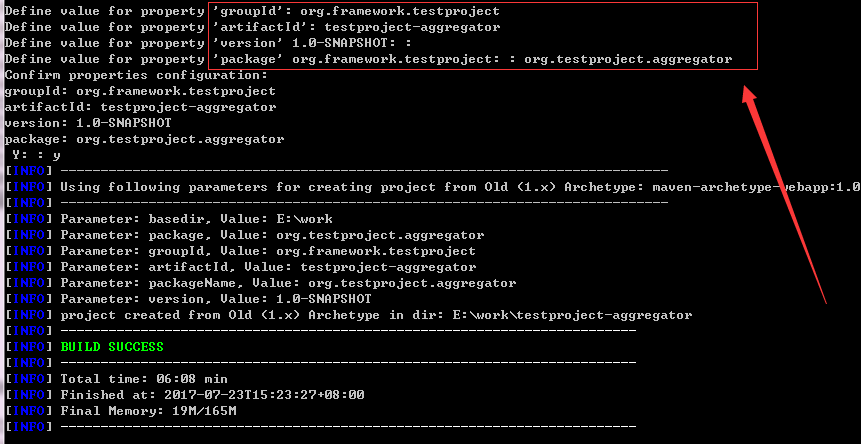 Define value for property 'groupId': org.framework.testproject
Define value for property 'artifactId': testproject-aggregator
Define value for property 'version' 1.0-SNAPSHOT: :
Define value for property 'package' org.framework.testproject: : org.testproject.aggregator
Confirm properties configuration:
groupId: org.framework.testproject
artifactId: testproject-aggregator
version: 1.0-SNAPSHOT
package: org.testproject.aggregator
Y: : y
[INFO] ----------------------------------------------------------------------------
[INFO] Using following parameters for creating project from Old (1.x) Archetype: maven-archetype-webapp:1.0
[INFO] ----------------------------------------------------------------------------
[INFO] Parameter: basedir, Value: E:\work
[INFO] Parameter: package, Value: org.testproject.aggregator
[INFO] Parameter: groupId, Value: org.framework.testproject
[INFO] Parameter: artifactId, Value: testproject-aggregator
[INFO] Parameter: packageName, Value: org.testproject.aggregator
[INFO] Parameter: version, Value: 1.0-SNAPSHOT
[INFO] project created from Old (1.x) Archetype in dir: E:\work\testproject-aggregator
[INFO] ------------------------------------------------------------------------
[INFO] BUILD SUCCESS
[INFO] ------------------------------------------------------------------------
[INFO] Total time: 06:08 min
[INFO] Finished at: 2017-07-23T15:23:27+08:00
[INFO] Final Memory: 19M/165M
[INFO] ------------------------------------------------------------------------